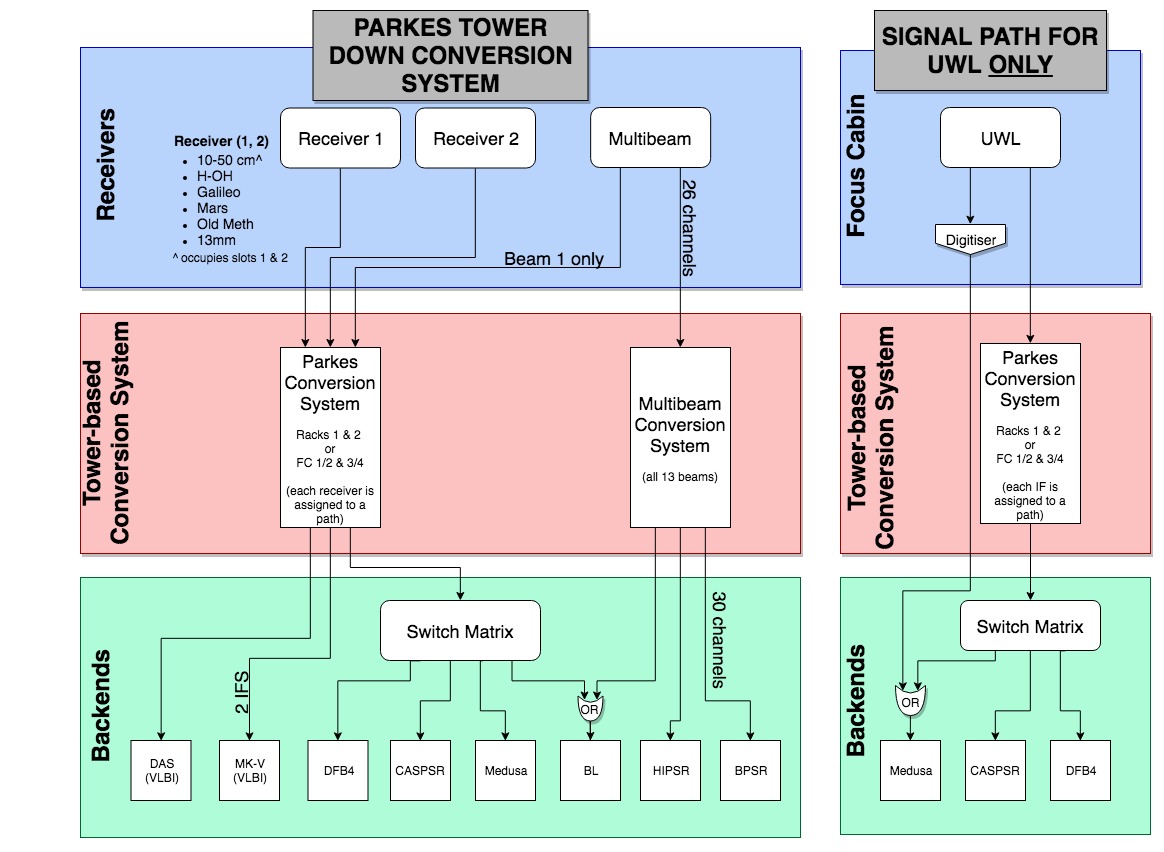 PARKES TOWER
DOWN CONVERSION
SYSTEM
SIGNAL PATH FOR
UWL ONLY
Receivers
Receiver (1, 2)
• 10-50 cm^
• H-OH
• Galileo
• Mars
• Old Meth
• 13mm
^ occupies slots 1 & 2
Receiver 1
Receiver 2
Multibeam
26 channels
Beam 1 only
Focus Cabin
UWL
Digitiser
Tower-based
Conversion System
Parkes
Conversion
System
Racks 1 & 2
or
FC 1/2 & 3/4
(each receiver is
assigned to a
path)
Multibeam
Conversion
System
(all 13 beams)
Tower-based
Conversion System
Parkes
Conversion
System
Racks 1 & 2
or
FC 1/2 & 3/4
(each IF is
assigned to a
path)
Backends
Switch Matrix
2 IFS
30 channels
OR
DAS
(VLBI)
MK-V
(VLBI)
DFB4
CASPSR
Medusa
BL
HIPSR
BPSR
Backends
Switch Matrix
OR
Medusa
CASPSR
DFB4